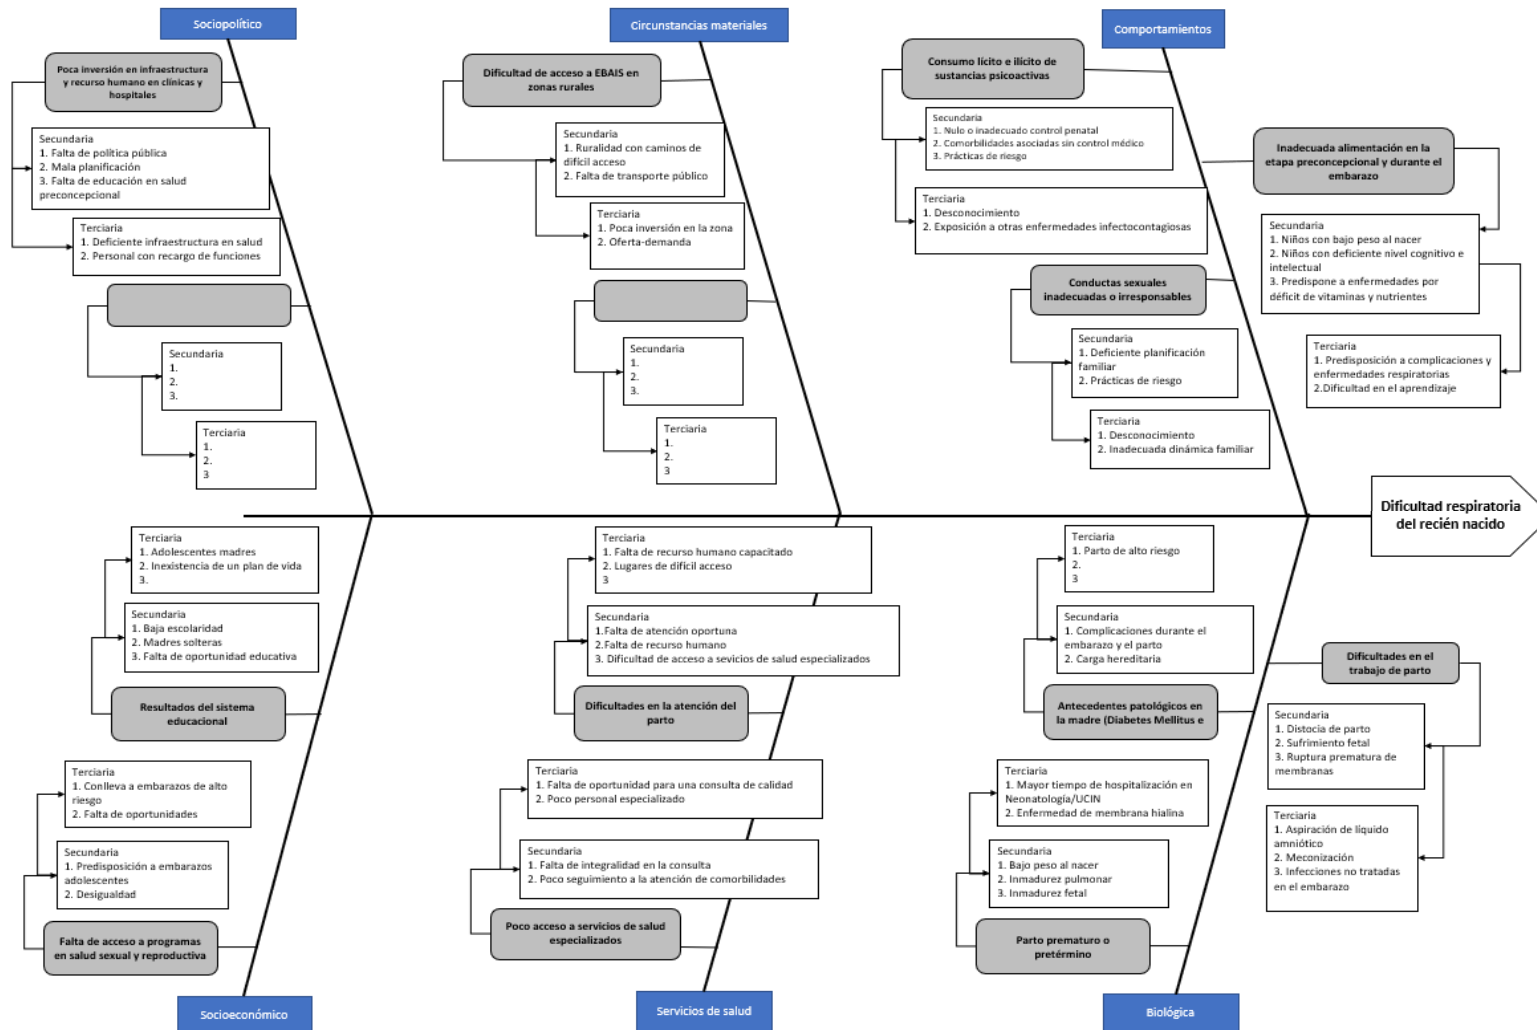 Sociopolítico
Poca inversión en infraestructura
y recurso humano en clínicas y
hospitales
Secundaria
1. Falta de política pública
2. Mala planificación
3. Falta de educación en salud
preconcepcional
Terciaria
1. Deficiente infraestructura en salud
2. Personal con recargo de funciones
Secundaria
1.
2.
3.
Terciaria
1.
2.
3
Circunstancias materiales
Dificultad de acceso a EBAIS en
zonas rurales
Secundaria
1. Ruralidad con caminos de
difícil acceso
2. Falta de transporte público
Terciaria
1. Poca inversión en la zona
2. Oferta-demanda
Secundaria
1.
2.
3.
Terciaria
1.
2.
3
Comportamientos
Consumo lícito e ilícito de
sustancias psicoactivas
Secundaria
1. Nulo o inadecuado control penatal
2. Comorbilidades asociadas sin control médico
3. Prácticas de riesgo
Terciaria
1. Desconocimiento
2. Exposición a otras enfermedades infectocontagiosas
Conductas sexuales
inadecuadas o irresponsables
Secundaria
1. Deficiente planificación
familiar
2. Prácticas de riesgo
Terciaria
1. Desconocimiento
2. Inadecuada dinámica familiar
Inadecuada alimentación en la
etapa preconcepcional y durante el
embarazo
Secundaria
1. Niños con bajo peso al nacer
2. Niños con deficiente nivel cognitivo e
intelectual
3. Predispone a enfermedades por
déficit de vitaminas y nutrientes
Terciaria
1. Predisposición a complicaciones y
enfermedades respiratorias
2.Dificultad en el aprendizaje
Dificultad respiratoria
del recién nacido
Terciaria
1. Adolescentes madres
2. Inexistencia de un plan de vida
3.
Secundaria
1. Baja escolaridad
2. Madres solteras
3. Falta de oportunidad educativa
Resultados del sistema
educacional
Terciaria
1. Conlleva a embarazos de alto
riesgo
2. Falta de oportunidades
Secundaria
1. Predisposición a embarazos
adolescentes
2. Desigualdad
Falta de acceso a programas
en salud sexual y reproductiva
Socioeconómico
Terciaria
1. Falta de recurso humano capacitado
2. Lugares de difícil acceso
3
Secundaria
1.Falta de atención oportuna
2.Falta de recurso humano
3. Dificultad de acceso a servicios de salud especializados
Dificultades en la atención del
parto
Terciaria
1. Falta de oportunidad para una consulta de calidad
2. Poco personal especializado
Secundaria
1. Falta de integralidad en la consulta
2. Poco seguimiento a la atención de comorbilidades
Poco acceso a servicios de salud
especializados
Servicios de salud
Terciaria
1. Parto de alto riesgo
2.
3
Secundaria
1. Complicaciones durante el
embarazo y el parto
2. Carga hereditaria
Antecedentes patológicos en
la madre (Diabetes Mellitus e
Terciaria
1. Mayor tiempo de hospitalización en
Neonatología/UCIN
2. Enfermedad de membrana hialina
Secundaria
1. Bajo peso al nacer
2. Inmadurez pulmonar
3. Inmadurez fetal
Parto prematuro o
pretérmino
Dificultades en el
trabajo de parto
Secundaria
1. Distocia de parto
2. Sufrimiento fetal
3. Ruptura prematura de
membranas
Terciaria
1. Aspiración de líquido
amniótico
2. Meconización
3. Infecciones no tratadas
en el embarazo
Biológica